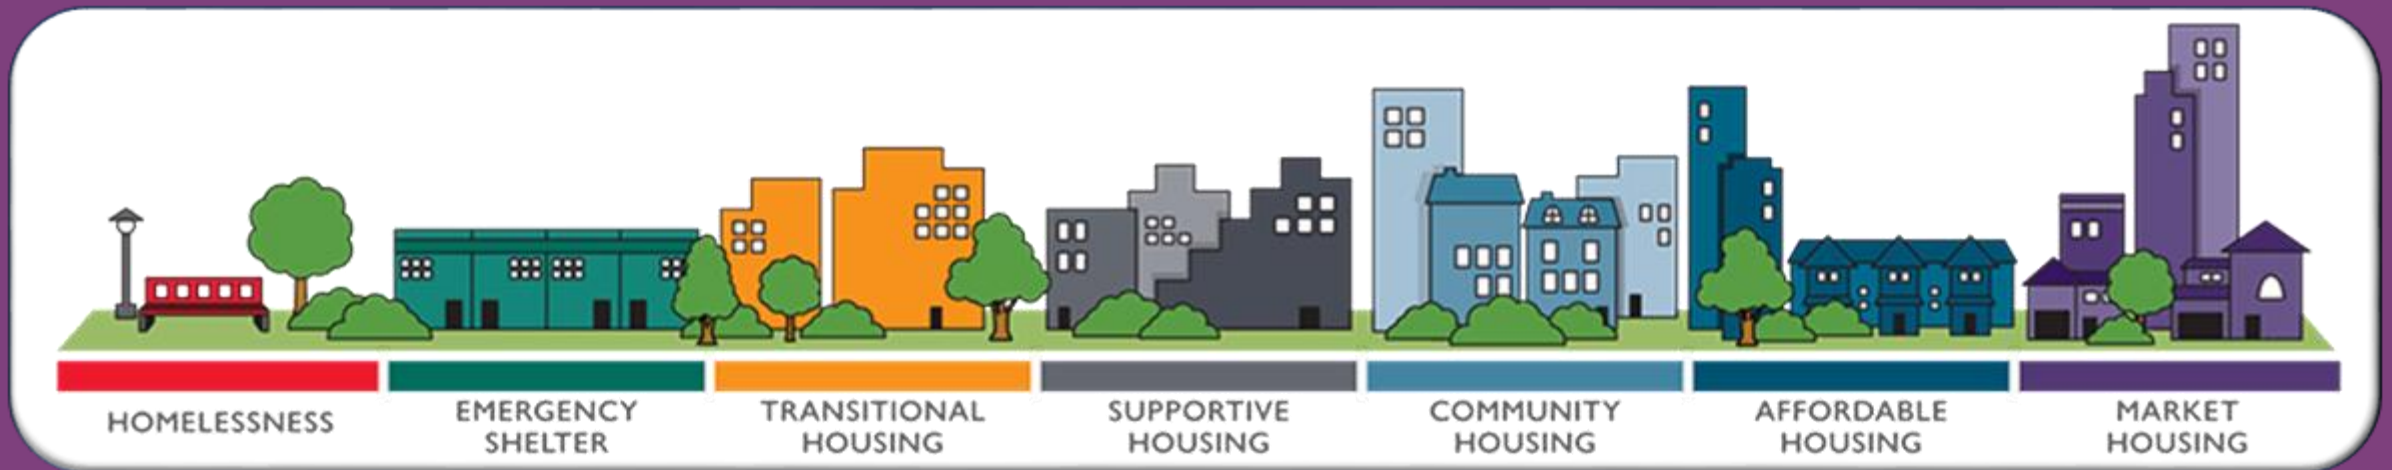 HOMELESSNESS
EMERGENCY
SHELTER
TRANSITIONAL
HOUSING
SUPPORTIVE
HOUSING
COMMUNITY
HOUSING
AFFORDABLE
HOUSING
MARKET
HOUSING